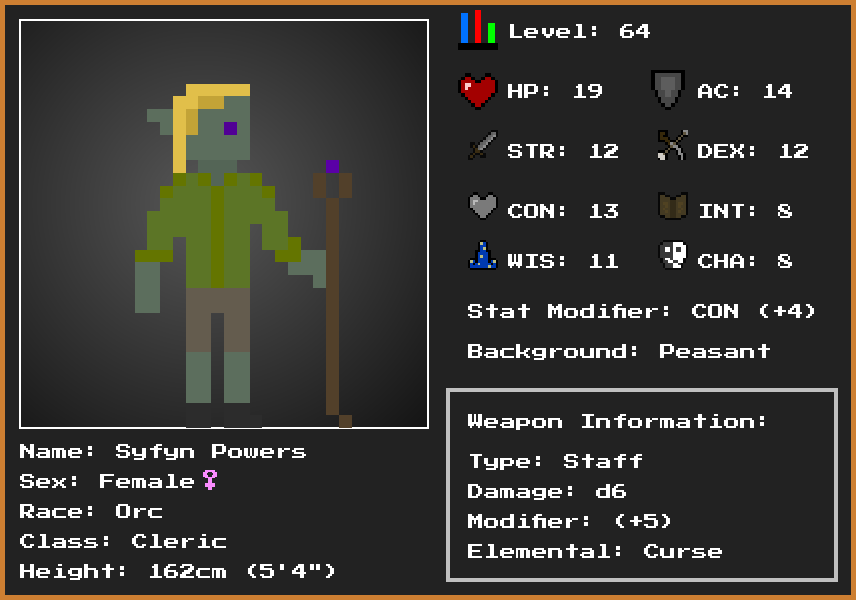 Level: 64
HP: 19
AC: 14
STR: 12
DEX: 12
CON: 13
INT: 8
WIS: 11
CHA: 8
Stat Modifier: CON (+4)
Background: Peasant
Weapon Information:
Type: Staff
Damage: d6
Modifier: (+5)
Elemental: Curse
Name: Syfyn Powers
Sex: Female♀
Race: Orc
Class: Cleric
Height: 162cm (5'4")